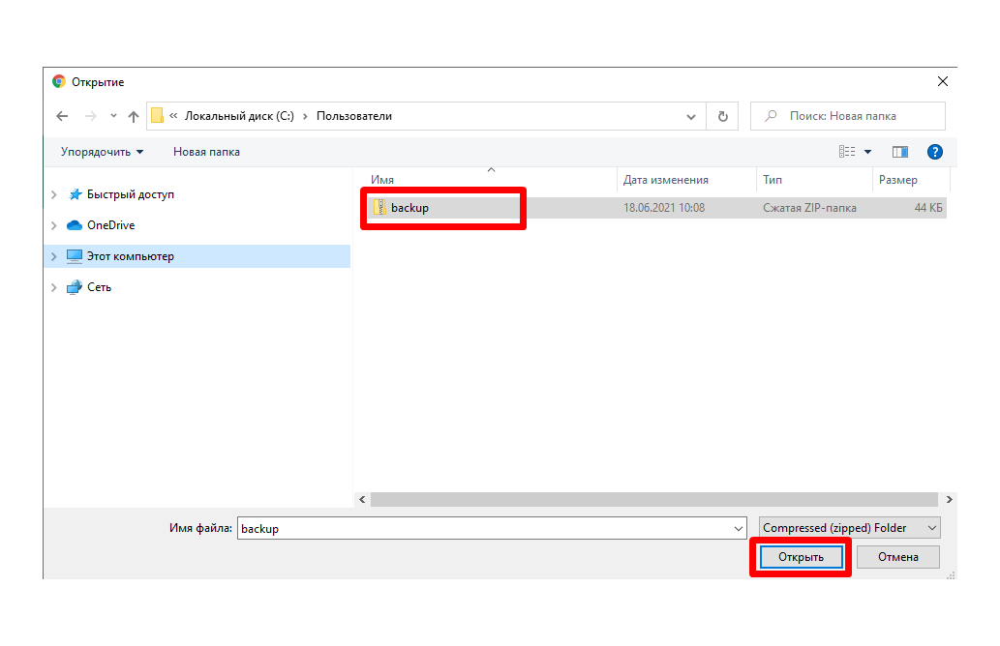 Открытие
« Локальный диск (C:) › Пользователи
Поиск: Новая папка
Упорядочить Новая папка
Имя Дата изменения Тип Размер
Быстрый доступ
backup 18.06.2021 10:08 Сжатая ZIP-папка 44 КБ
OneDrive
Этот компьютер
Сеть
Имя файла: backup Compressed (zipped) Folder
Открыть Отмена